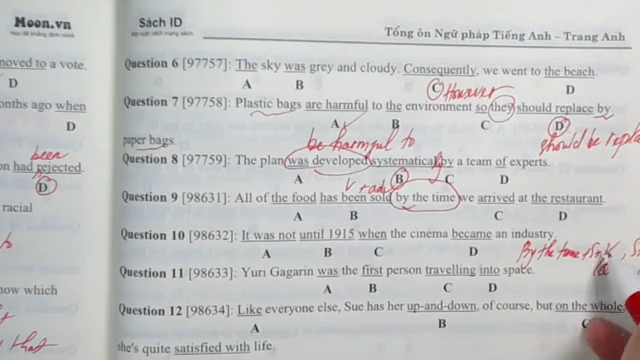 Moon.vn
Sách ID
Tổng ôn Ngữ pháp Tiếng Anh – Trang Anh
noved to a vote.
D
onths ago when
D
been
on had rejected.
D
racial
now which
that
Question 6 [97757]: The sky was grey and cloudy. Consequently, we went to the beach.
A B C However D
Question 7 [97758]: Plastic bags are harmful to the environment so they should replace by
A B C D
paper bags. be harmful to should be repla
Question 8 [97759]: The plan was developed systematical by a team of experts.
A B C D
Question 9 [98631]: All of the food has been sold by the time we arrived at the restaurant.
A B C D
Question 10 [98632]: It was not until 1915 when the cinema became an industry.
A B C D
By the time + S +
Question 11 [98633]: Yuri Gagarin was the first person travelling into space.
A B C D
Question 12 [98634]: Like everyone else, Sue has her up-and-down, of course, but on the whole
A B C
she's quite satisfied with life.